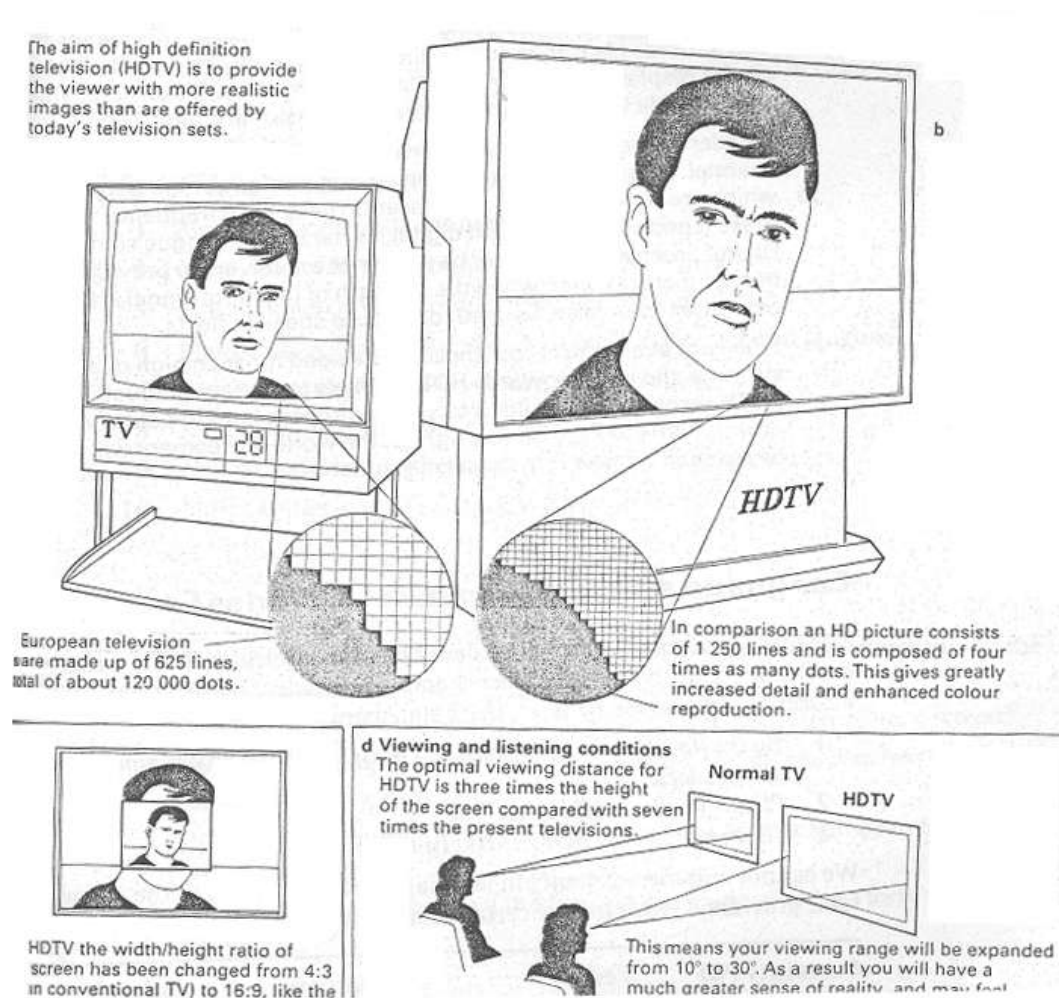 The aim of high definition
television (HDTV) is to provide
the viewer with more realistic
images than are offered by
today's television sets.
b
TV
28
HDTV
European television
are made up of 625 lines,
total of about 120 000 dots.
In comparison an HD picture consists
of 1 250 lines and is composed of four
times as many dots. This gives greatly
increased detail and enhanced colour
reproduction.
HDTV the width/height ratio of
screen has been changed from 4:3
conventional TV) to 16:9, like the
d Viewing and listening conditions
The optimal viewing distance for
HDTV is three times the height
of the screen compared with seven
times the present televisions.
Normal TV
HDTV
This means your viewing range will be expanded
from 10° to 30°. As a result you will have a
much greater sense of reality, and may feel